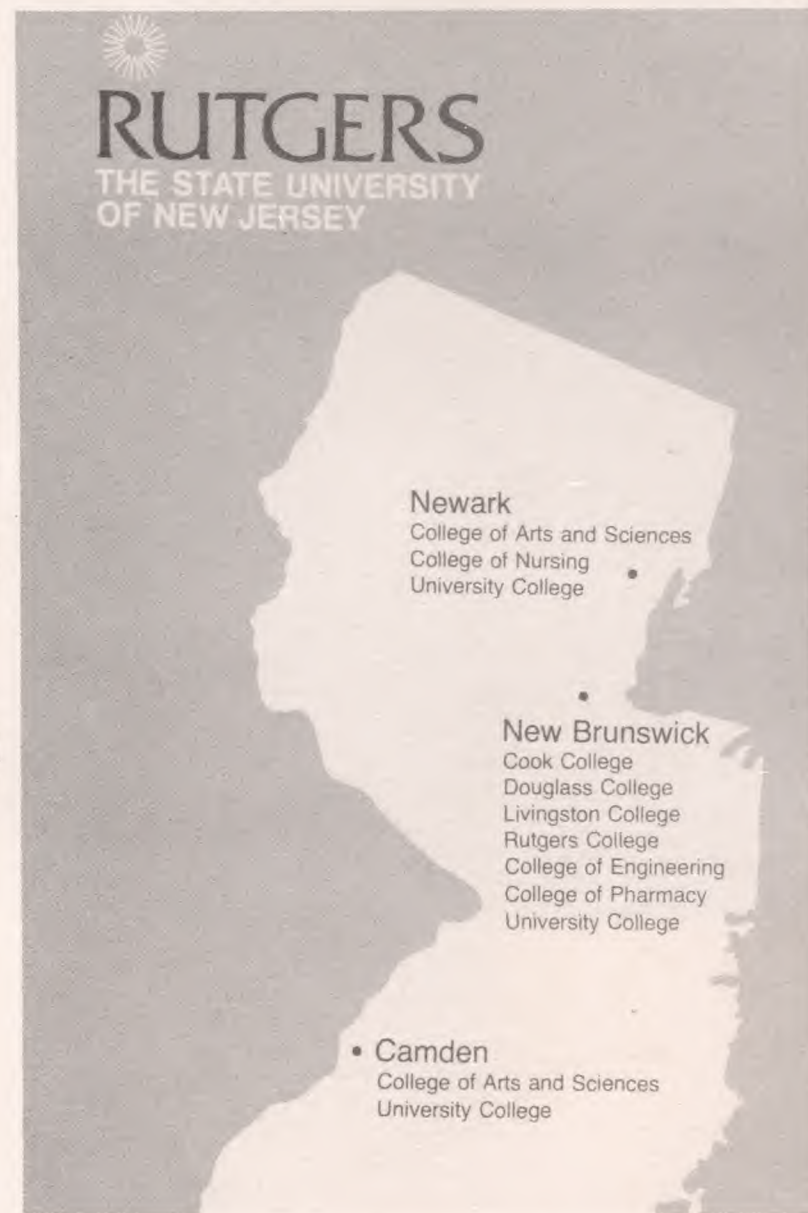 RUTGERS
THE STATE UNIVERSITY
OF NEW JERSEY
Newark
College of Arts and Sciences
College of Nursing
University College
New Brunswick
Cook College
Douglass College
Livingston College
Rutgers College
College of Engineering
College of Pharmacy
University College
Camden
College of Arts and Sciences
University College